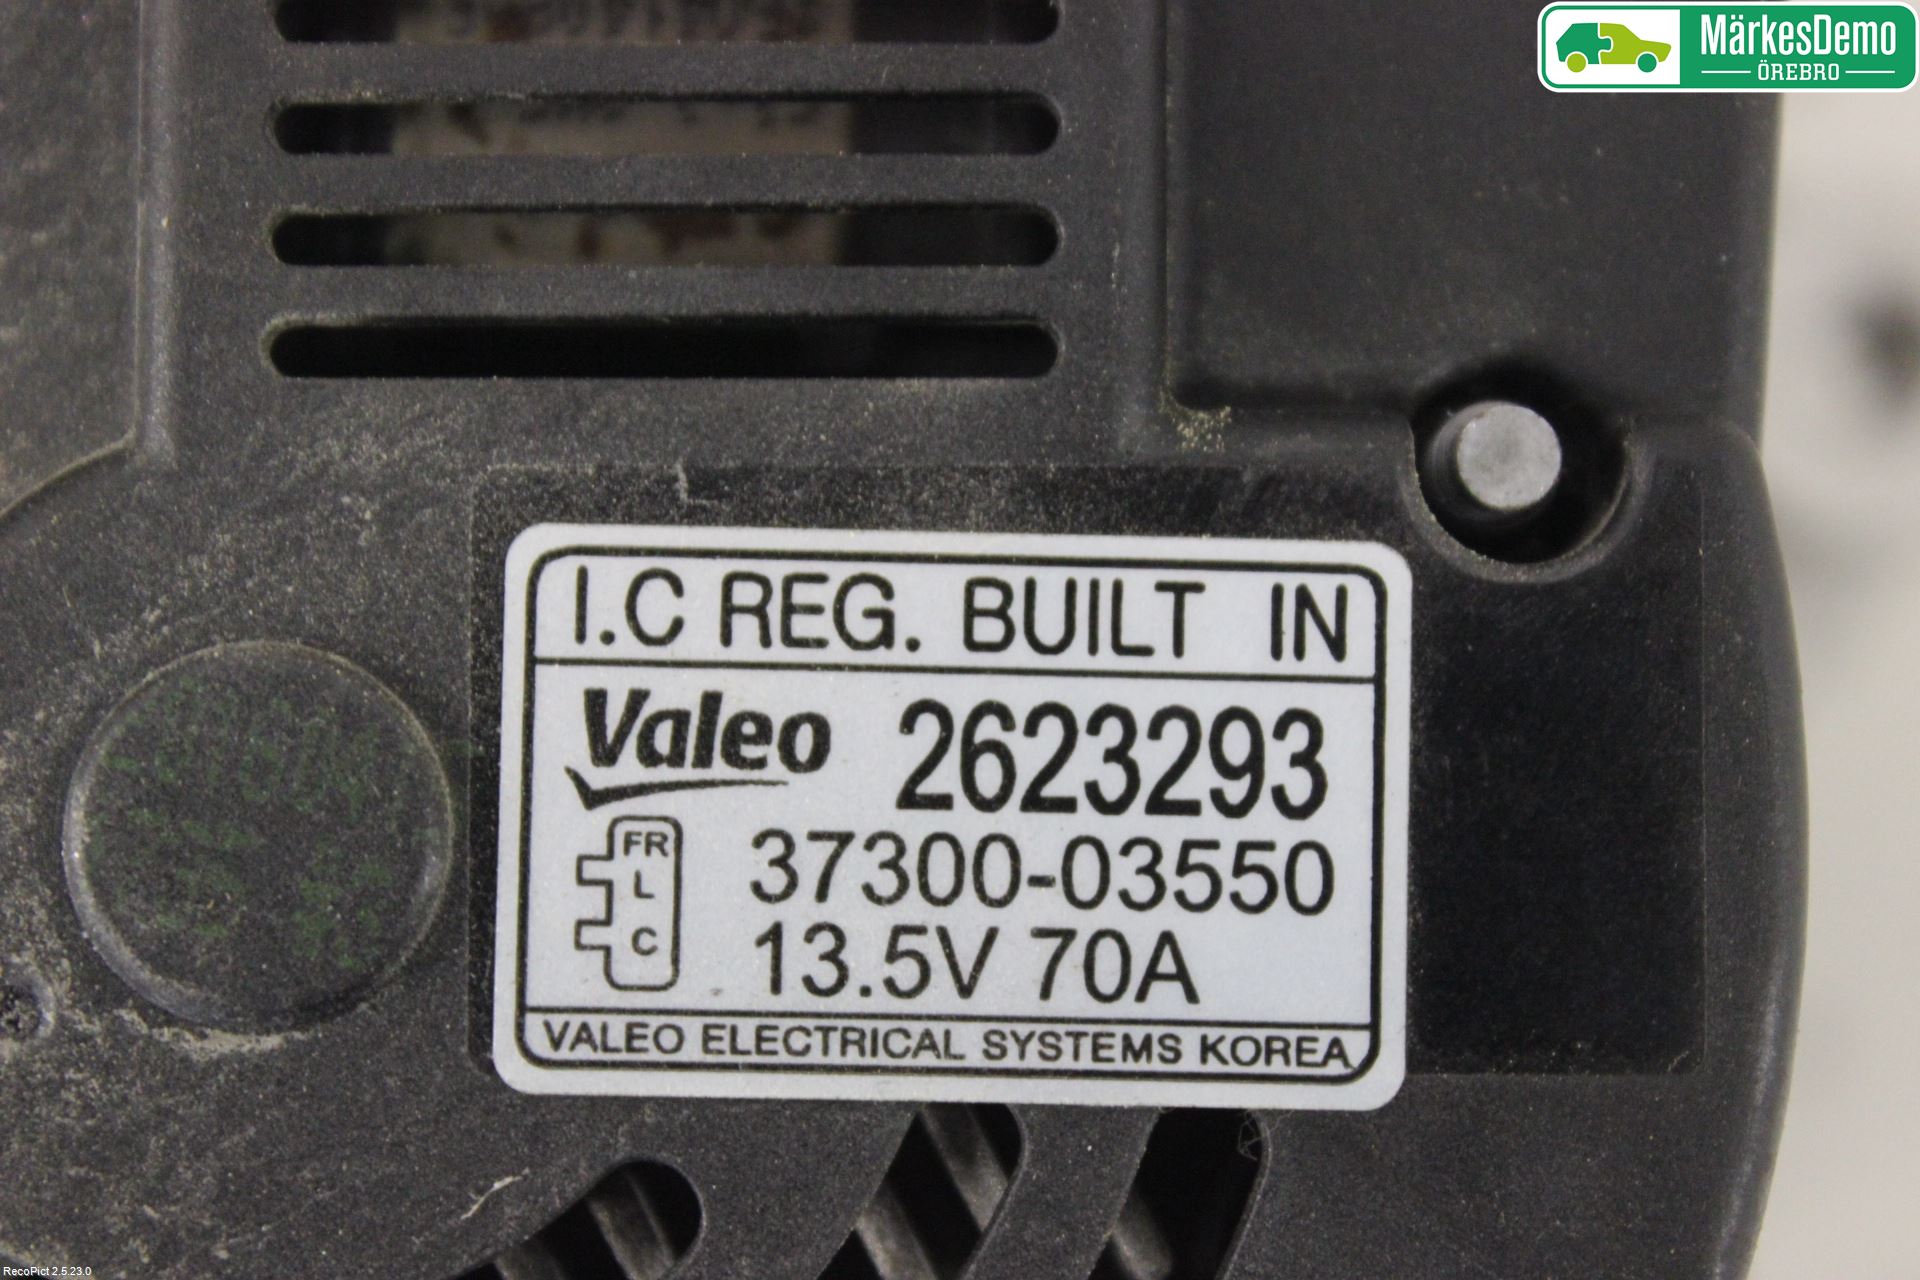 MärkesDemo
ÖREBRO
I.C REG. BUILT IN
Valeo 2623293
FR
L
C
37300-03550
13.5V 70A
VALEO ELECTRICAL SYSTEMS KOREA
RecoPict 2.5.23.0